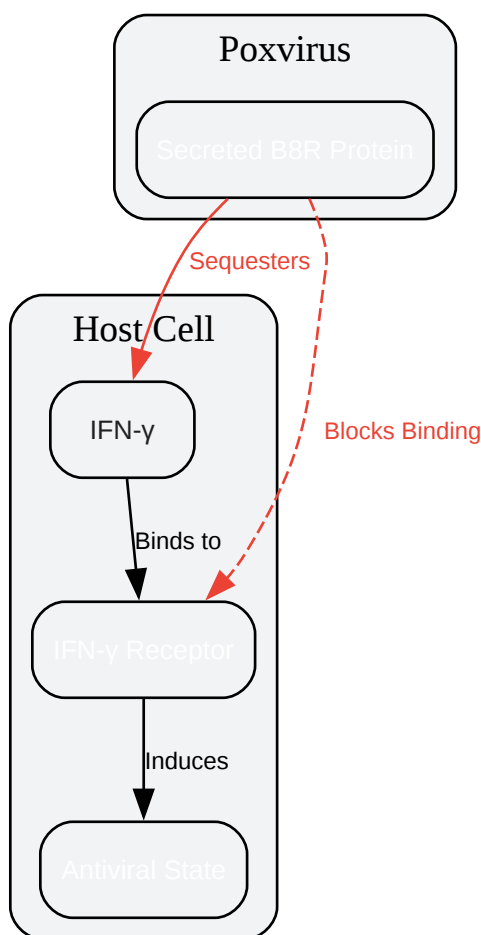 Poxvirus
Secreted B8R Protein
Sequesters
Host Cell
IFN-γ
Blocks Binding
Binds to
IFN-γ Receptor
Induces
Antiviral State